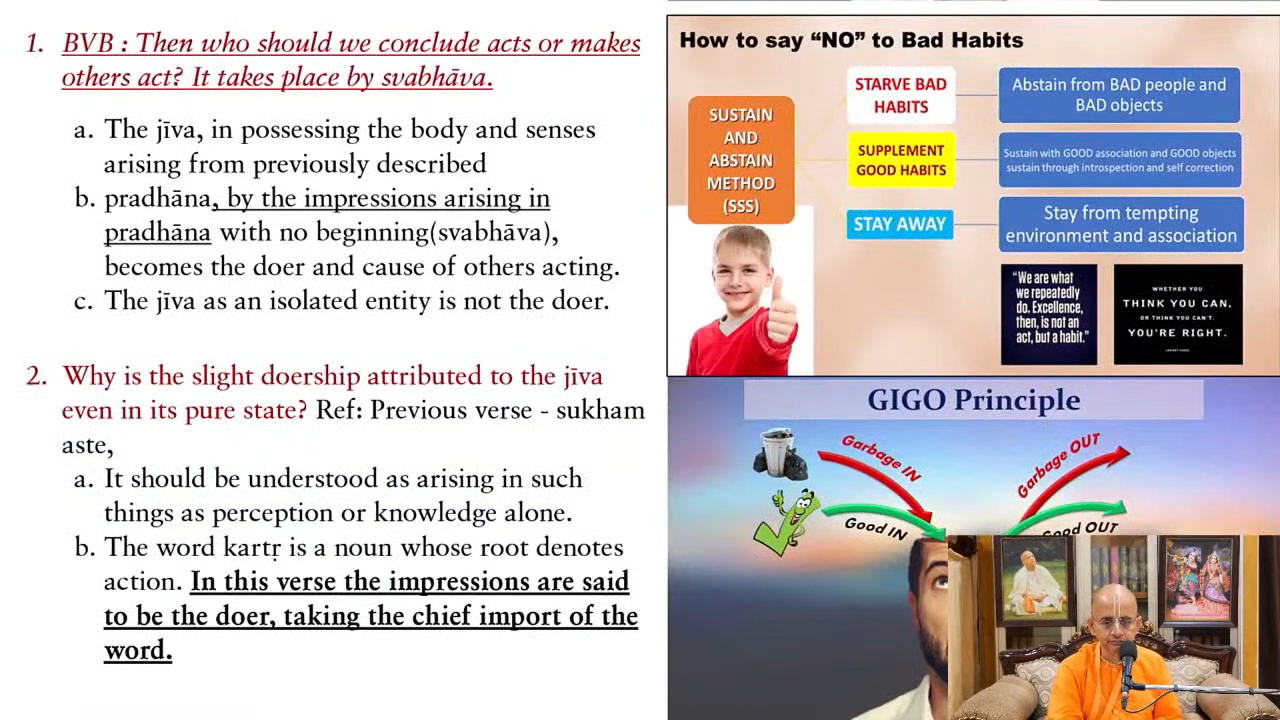 1. BVB : Then who should we conclude acts or makes
others act? It takes place by svabhāva.
a. The jīva, in possessing the body and senses
arising from previously described
b. pradhāna, by the impressions arising in
pradhāna with no beginning(svabhāva),
becomes the doer and cause of others acting.
c. The jīva as an isolated entity is not the doer.
2. Why is the slight doership attributed to the jīva
even in its pure state? Ref: Previous verse - sukham
aste,
a. It should be understood as arising in such
things as perception or knowledge alone.
b. The word kartṛ is a noun whose root denotes
action. In this verse the impressions are said
to be the doer, taking the chief import of the
word.
How to say “NO” to Bad Habits
SUSTAIN
AND
ABSTAIN
METHOD
(SSS)
STARVE BAD
HABITS
Abstain from BAD people and
BAD objects
SUPPLEMENT
GOOD HABITS
Sustain with GOOD association and GOOD objects
sustain through introspection and self correction
STAY AWAY
Stay from tempting
environment and association
“We are what
we repeatedly
do. Excellence,
then, is not an
act, but a habit.”
WHETHER YOU
THINK YOU CAN,
OR THINK YOU CAN'T,
YOU'RE RIGHT.
GIGO Principle
Garbage IN
Garbage OUT
Good IN
Good OUT